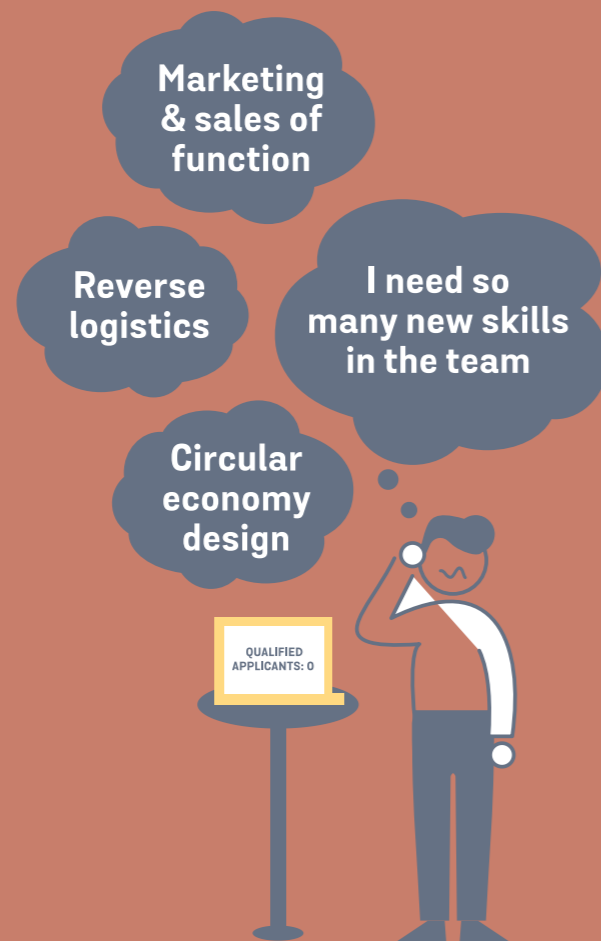 Marketing
& sales of
function
Reverse
logistics
I need so
many new skills
in the team
Circular
economy
design
QUALIFIED
APPLICANTS: 0